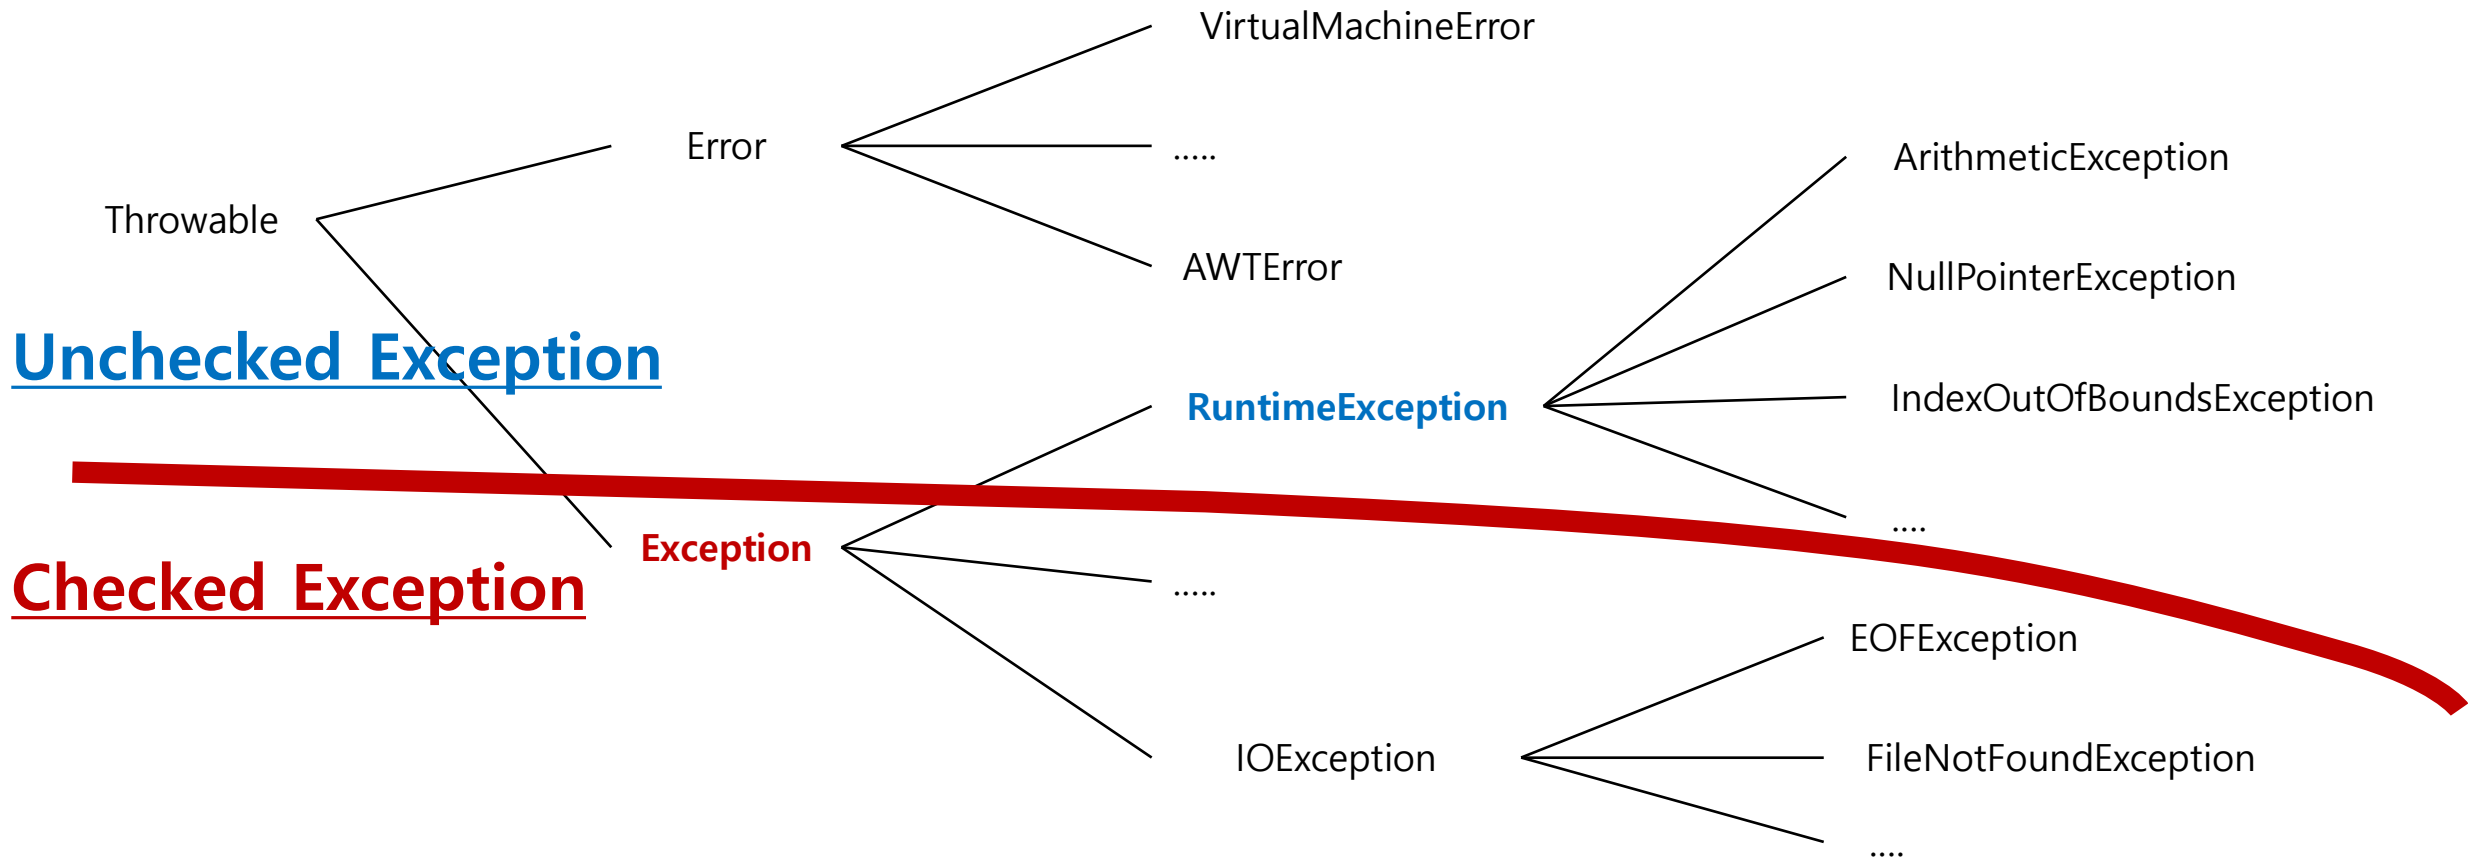 VirtualMachineError
Error
.....
ArithmeticException
Throwable
AWTError
NullPointerException
Unchecked Exception
RuntimeException
IndexOutOfBoundsException
....
Exception
Checked Exception
.....
EOFException
IOException
FileNotFoundException
....